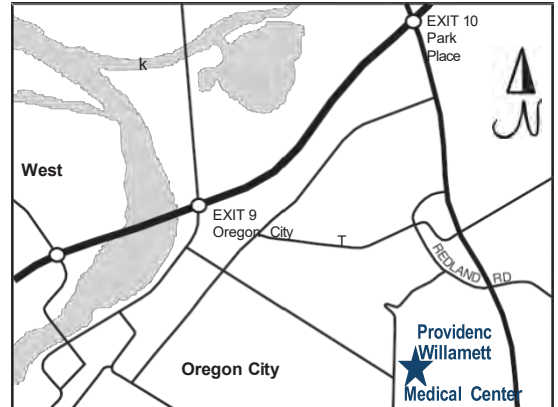 EXIT 10
Park
Place
k
N
West
EXIT 9
Oregon City
T
REDLAND RD
Providenc
Willamett
Medical Center
Oregon City